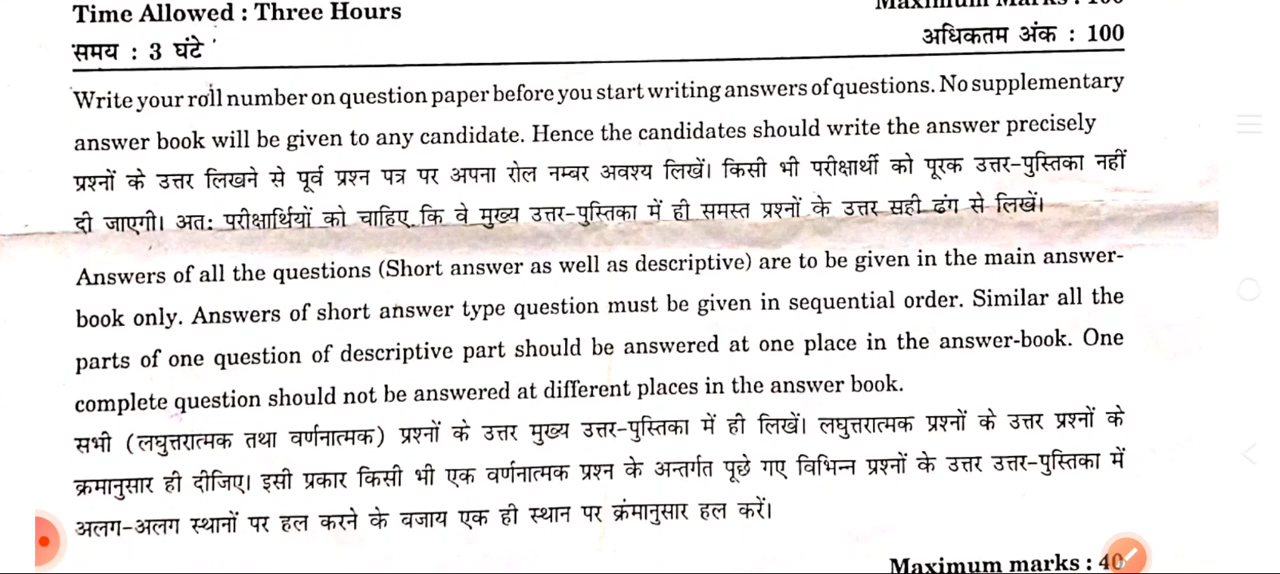 Time Allowed : Three Hours
Maximum Marks : 100
समय : 3 घंटे
अधिकतम अंक : 100
Write your roll number on question paper before you start writing answers of questions. No supplementary
answer book will be given to any candidate. Hence the candidates should write the answer precisely
प्रश्नों के उत्तर लिखने से पूर्व प्रश्न पत्र पर अपना रोल नम्बर अवश्य लिखें। किसी भी परीक्षार्थी को पूरक उत्तर-पुस्तिका नहीं
दी जाएगी। अतः परीक्षार्थियों को चाहिए कि वे मुख्य उत्तर-पुस्तिका में ही समस्त प्रश्नों के उत्तर सही ढंग से लिखें।
Answers of all the questions (Short answer as well as descriptive) are to be given in the main answer-
book only. Answers of short answer type question must be given in sequential order. Similar all the
parts of one question of descriptive part should be answered at one place in the answer-book. One
complete question should not be answered at different places in the answer book.
सभी (लघुत्तरात्मक तथा वर्णनात्मक) प्रश्नों के उत्तर मुख्य उत्तर-पुस्तिका में ही लिखें। लघुत्तरात्मक प्रश्नों के उत्तर प्रश्नों के
क्रमानुसार ही दीजिए। इसी प्रकार किसी भी एक वर्णनात्मक प्रश्न के अन्तर्गत पूछे गए विभिन्न प्रश्नों के उत्तर उत्तर-पुस्तिका में
अलग-अलग स्थानों पर हल करने के बजाय एक ही स्थान पर क्रंमानुसार हल करें।
Maximum marks : 40